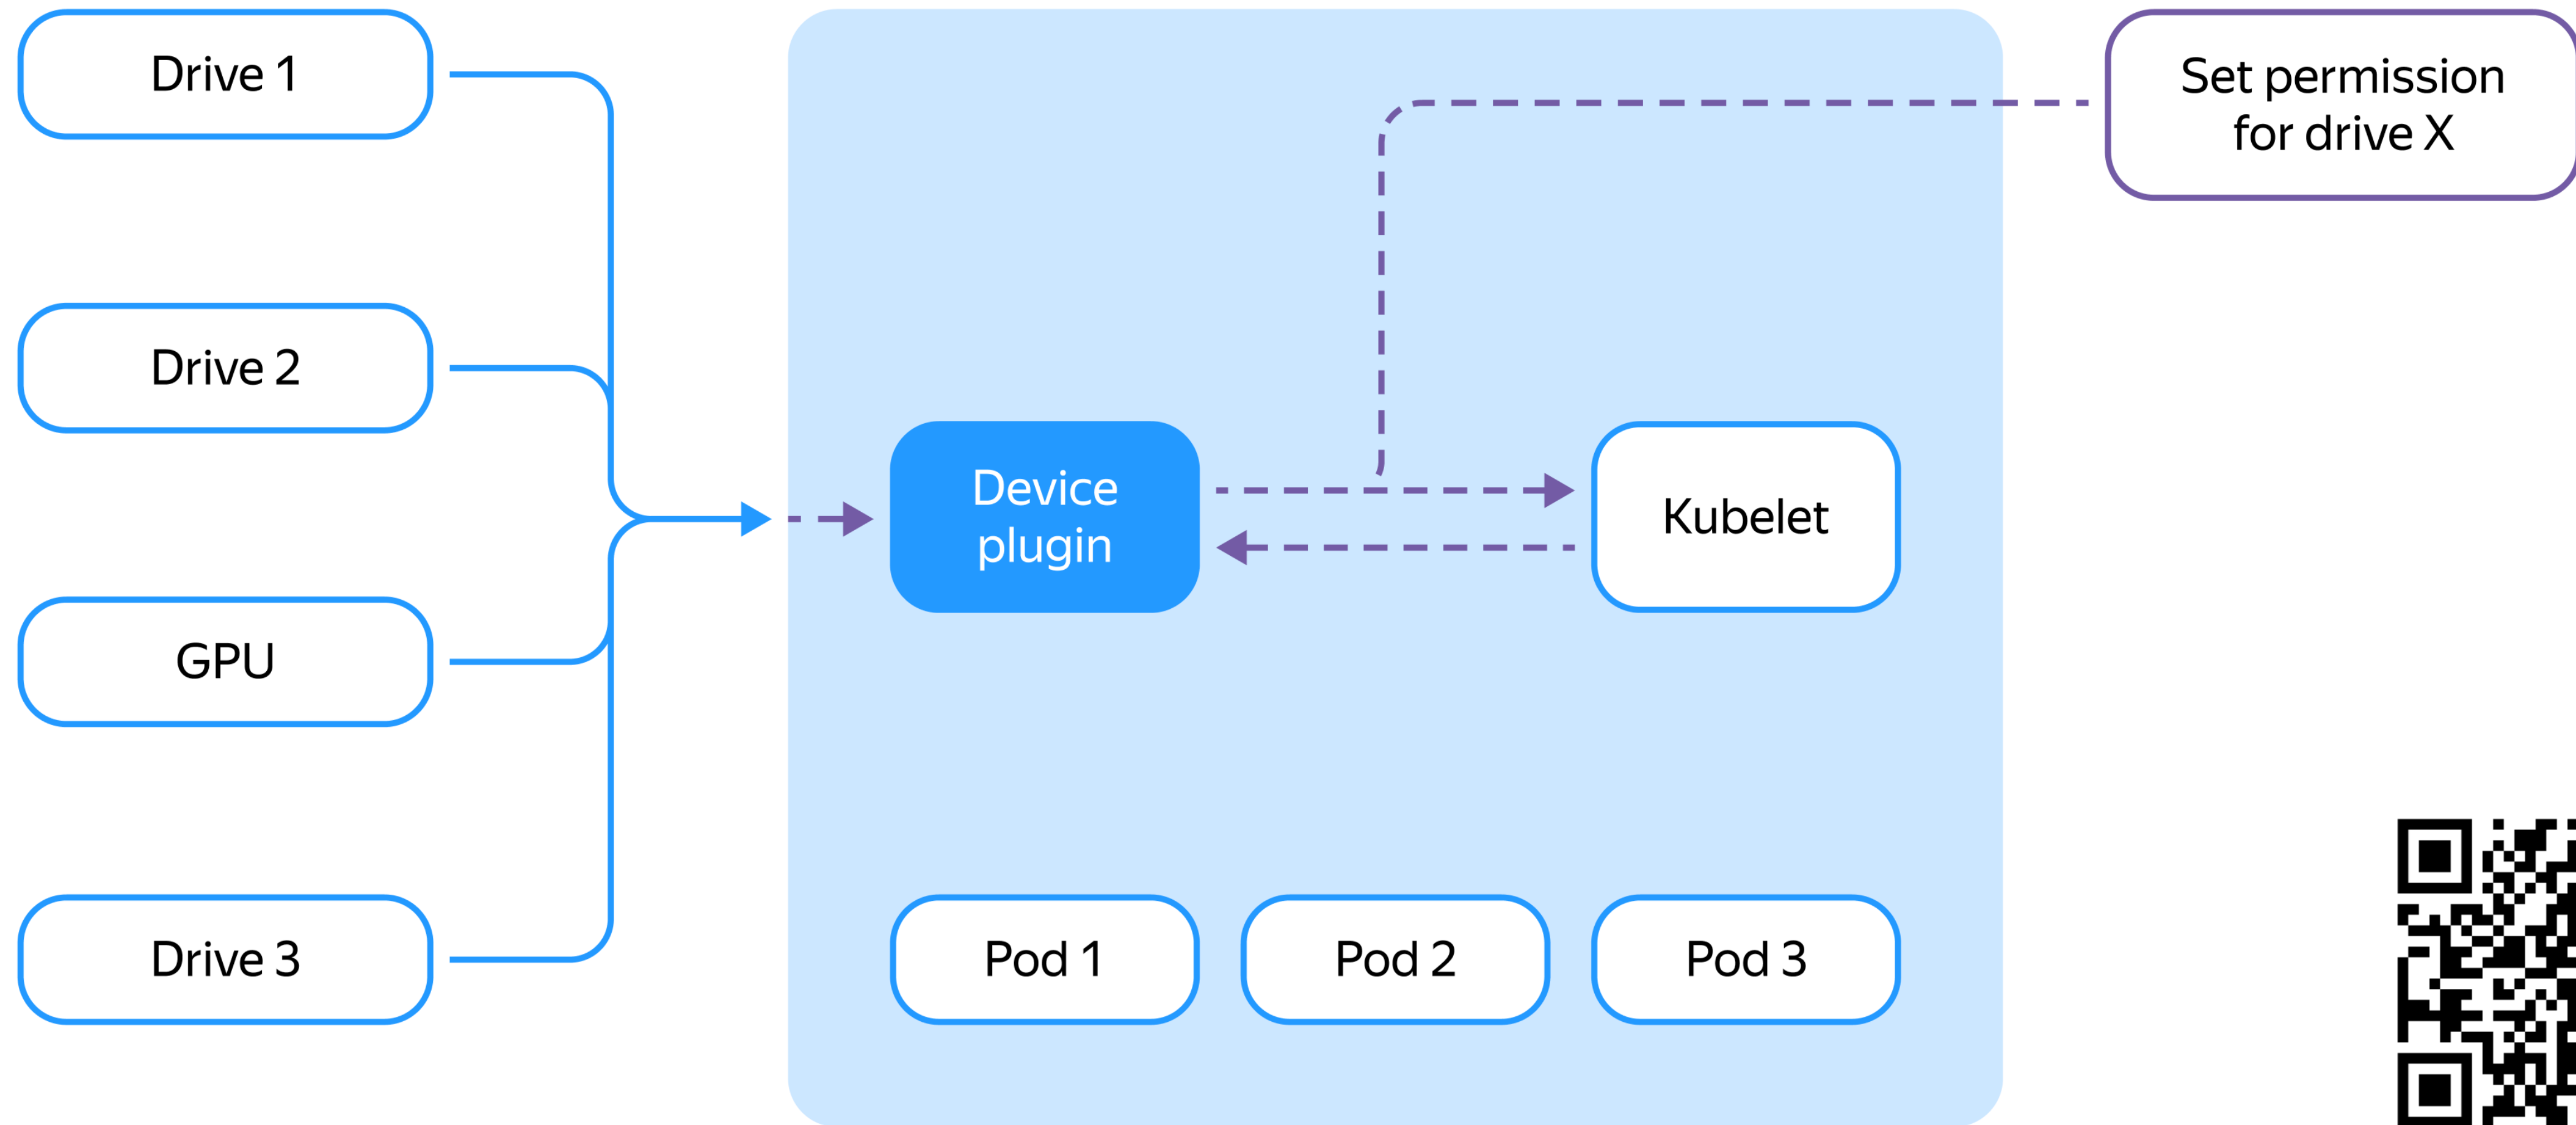 Drive 1
Set permission
for drive X
Drive 2
Device
plugin
Kubelet
GPU
Drive 3
Pod 1
Pod 2
Pod 3